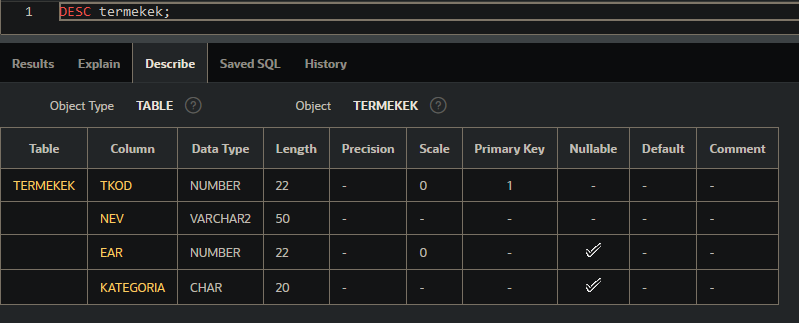 1 DESC termekek;
Results Explain Describe Saved SQL History
Object Type TABLE ? Object TERMEKEK ?
Table Column Data Type Length Precision Scale Primary Key Nullable Default Comment
TERMEKEK TKOD NUMBER 22 - 0 1 - - -
NEV VARCHAR2 50 - - - - - -
EAR NUMBER 22 - 0 - ✓ - -
KATEGORIA CHAR 20 - - - ✓ - -